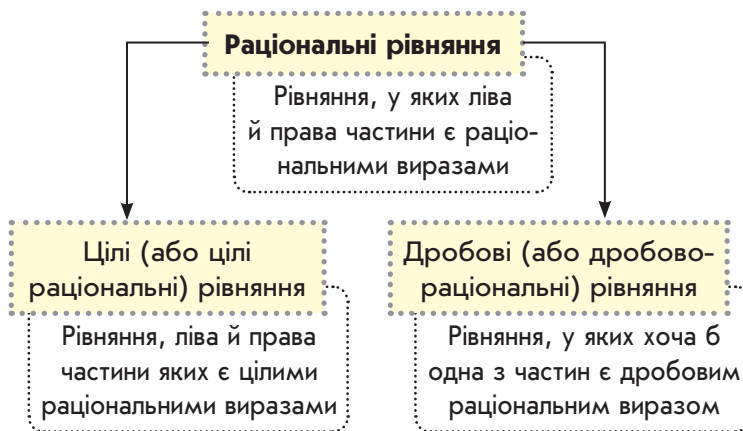 Раціональні рівняння
Рівняння, у яких ліва
й права частини є раціо-
нальними виразами
Цілі (або цілі
раціональні) рівняння
Рівняння, ліва й права
частини яких є цілими
раціональними виразами
Дробові (або дробово-
раціональні) рівняння
Рівняння, у яких хоча б
одна з частин є дробовим
раціональним виразом